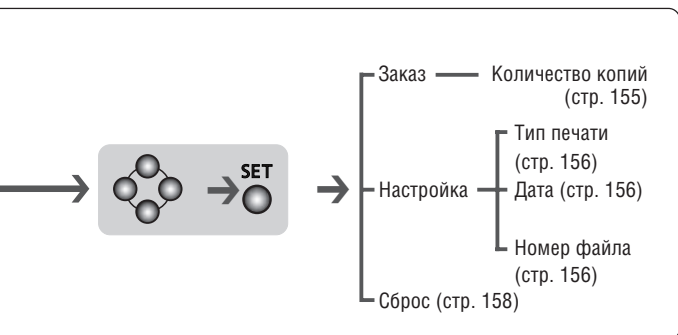 SET
Заказ
Количество копий
(стр. 155)
Настройка
Тип печати
(стр. 156)
Дата (стр. 156)
Номер файла
(стр. 156)
Сброс (стр. 158)